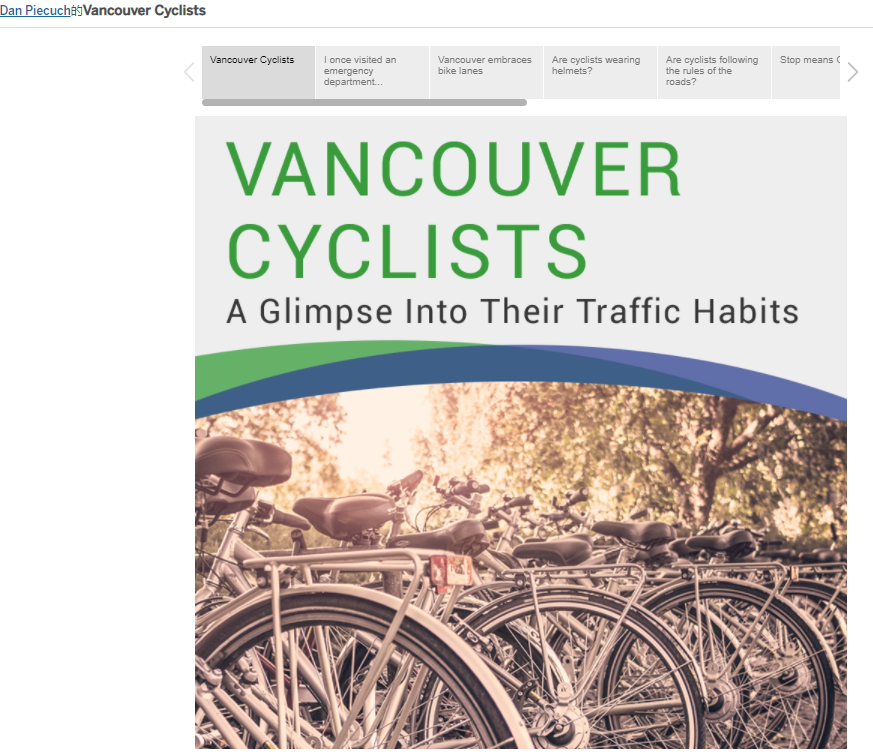 Dan Piecuch的Vancouver Cyclists
Vancouver Cyclists
I once visited an
emergency
department...
Vancouver embraces
bike lanes
Are cyclists wearing
helmets?
Are cyclists following
the rules of the
roads?
Stop means
VANCOUVER
CYCLISTS
A Glimpse Into Their Traffic Habits